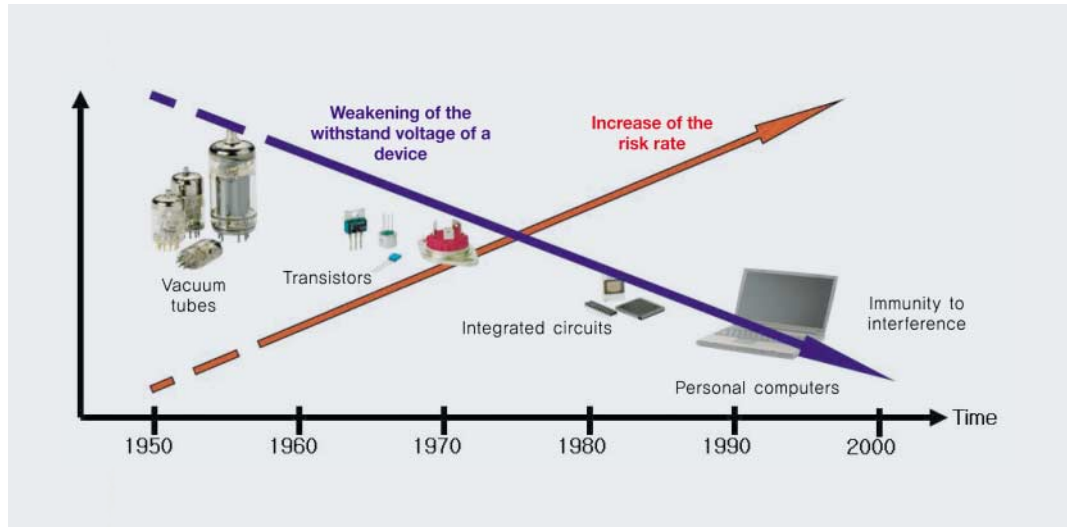 Weakening of the
withstand voltage of a
device
Increase of the
risk rate
Vacuum
tubes
Transistors
Integrated circuits
Immunity to
interference
Personal computers
Time
1950
1960
1970
1980
1990
2000